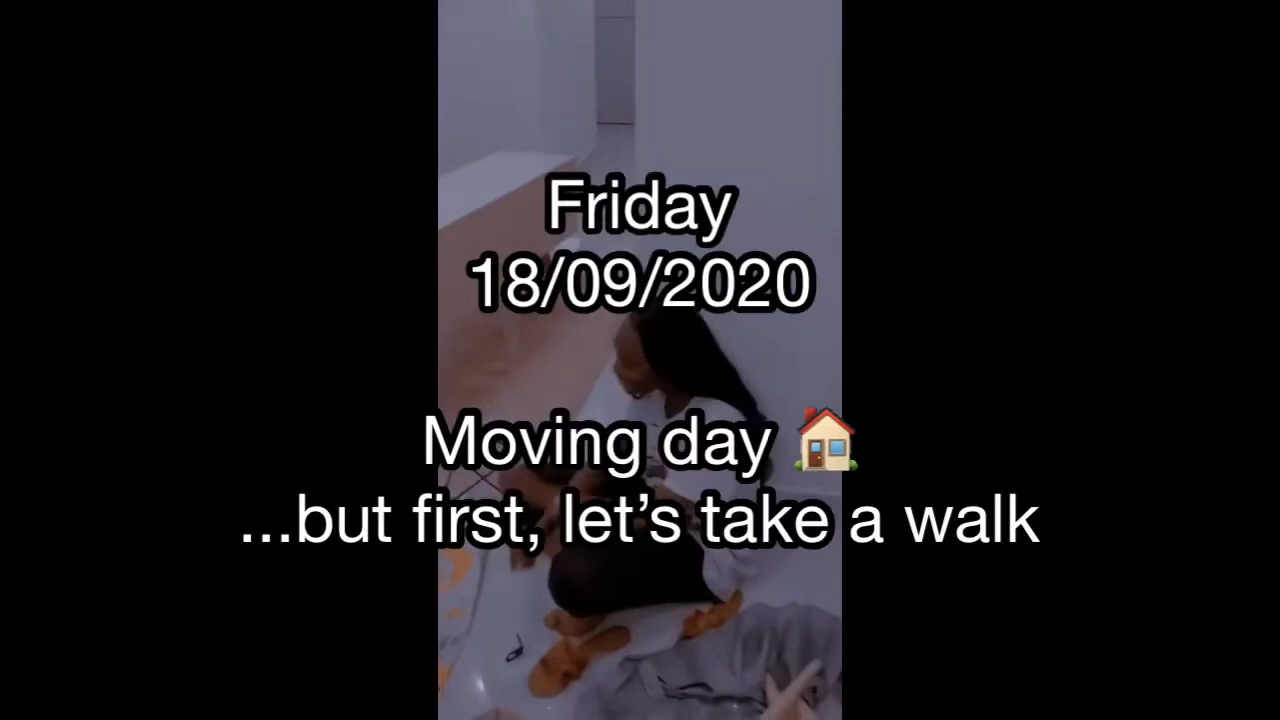 Friday
18/09/2020
Moving day 🏠
...but first, let’s take a walk